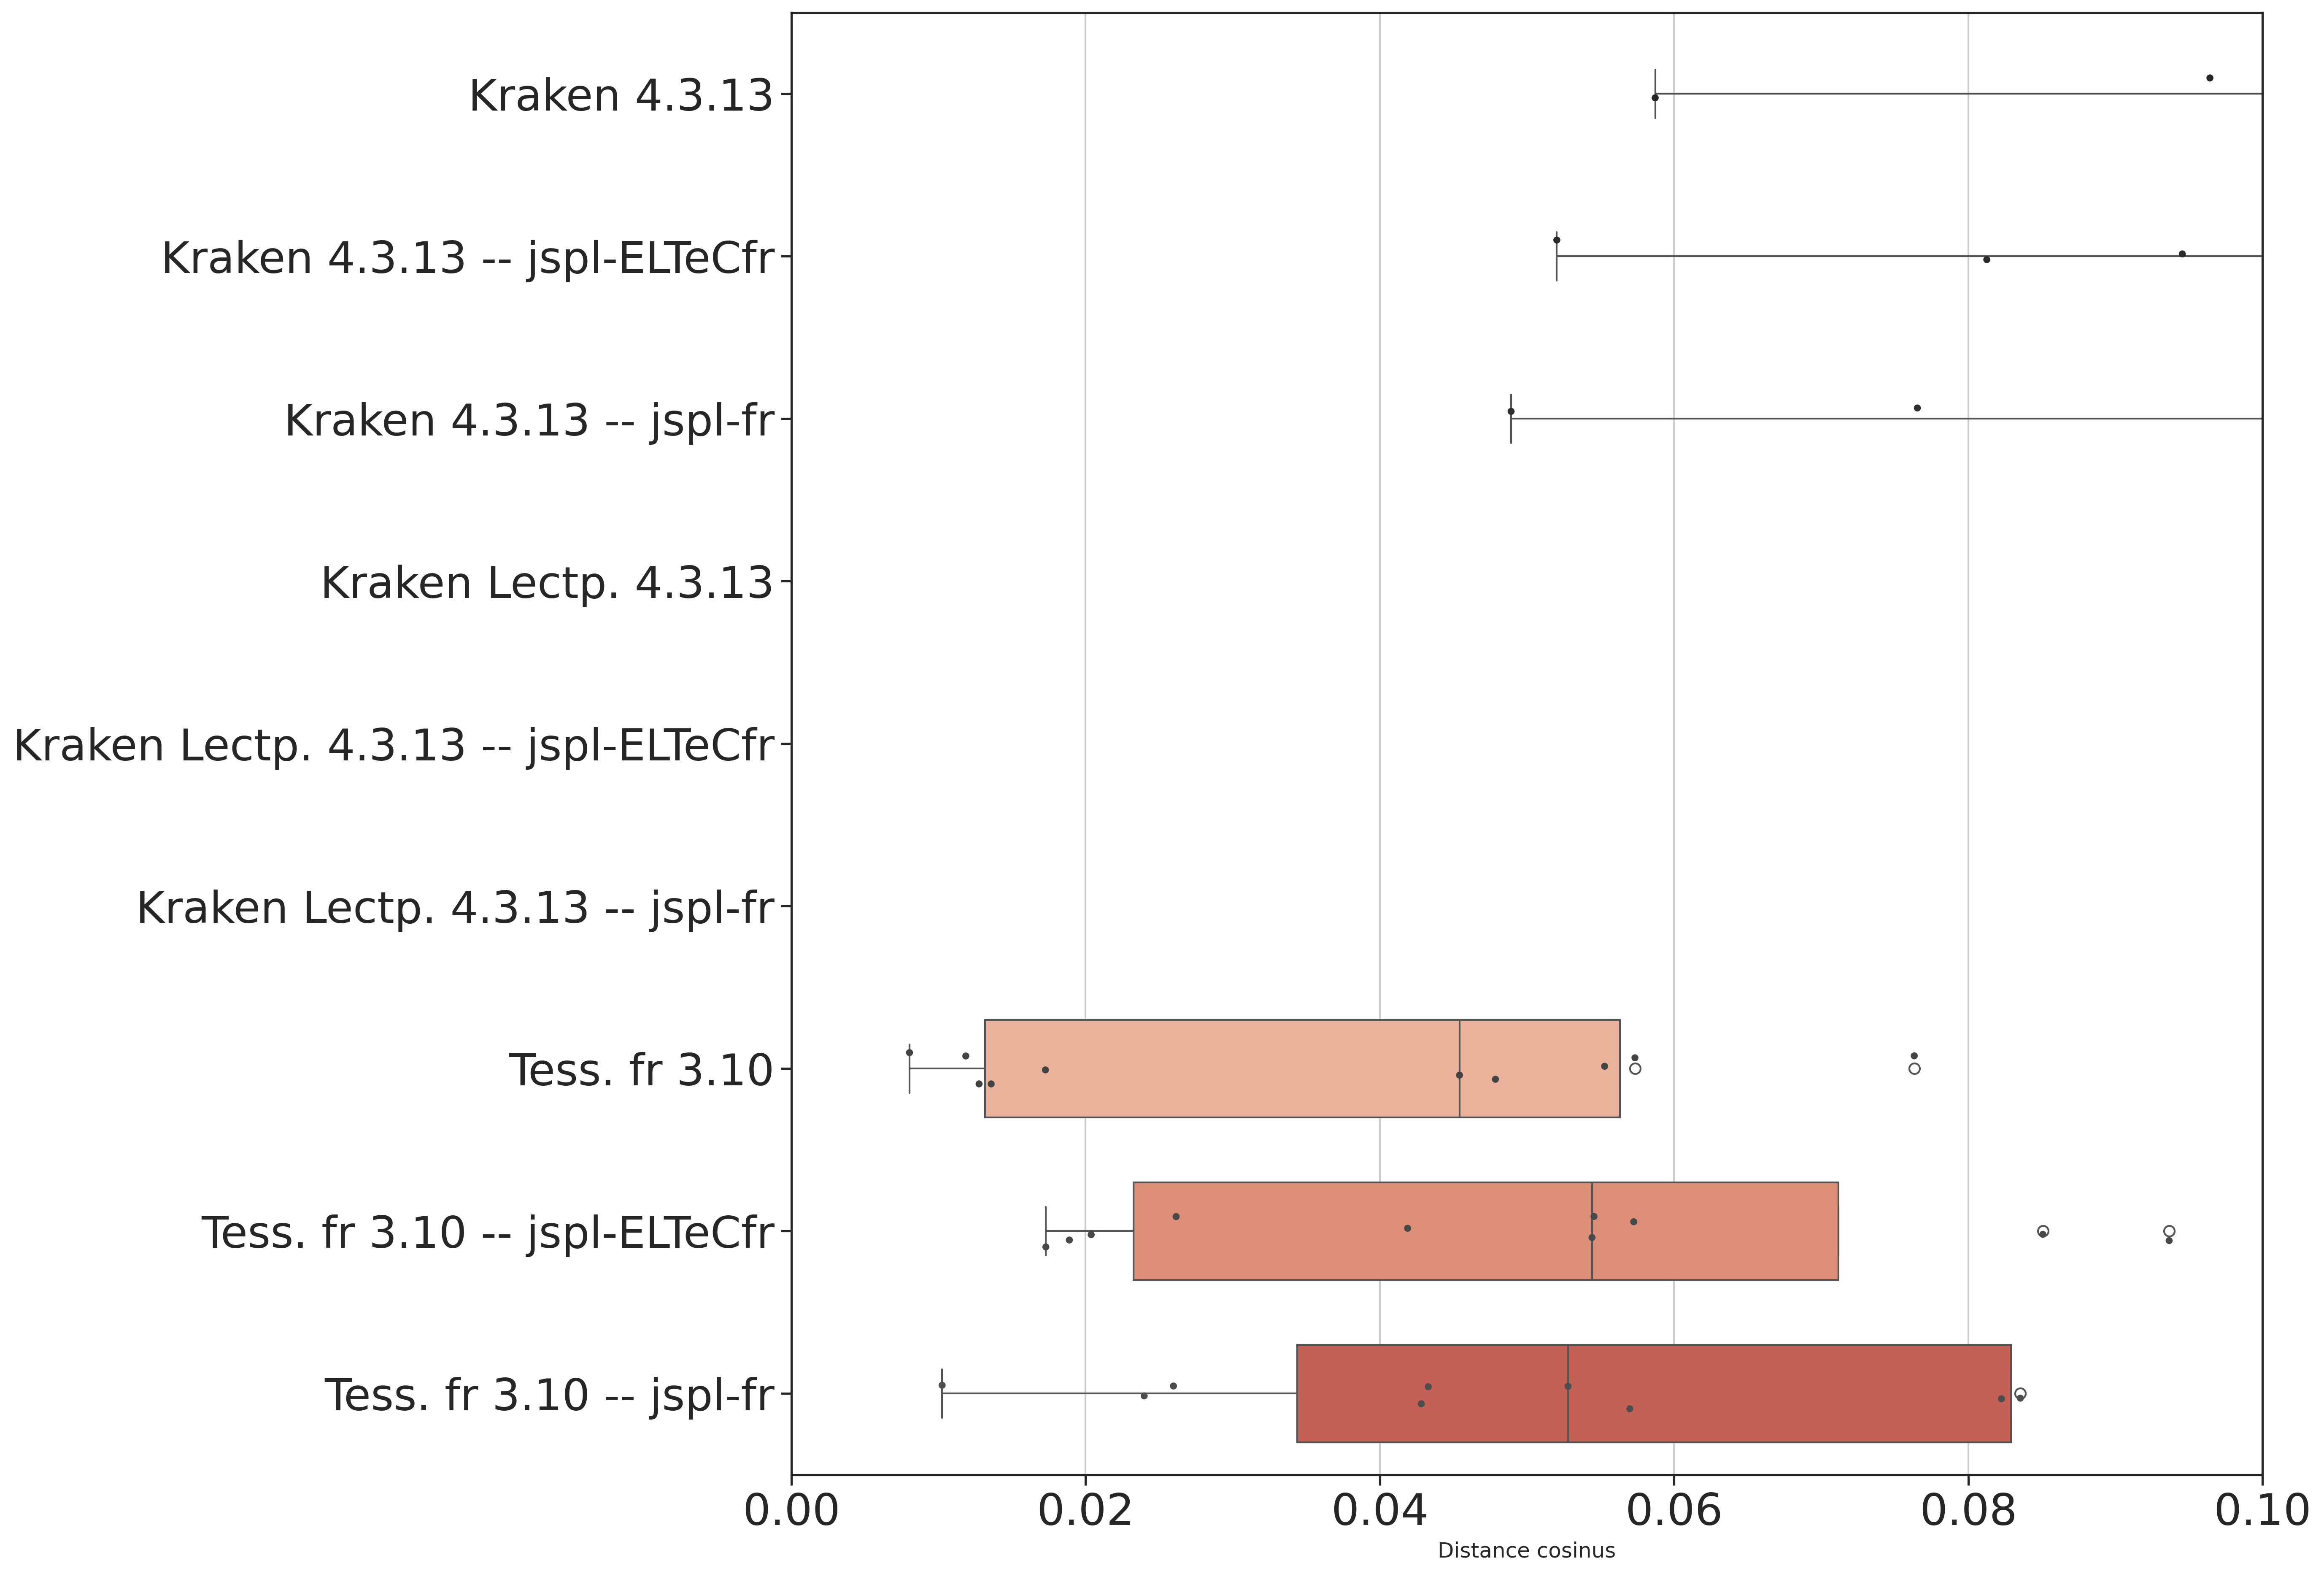 Kraken 4.3.13
Kraken 4.3.13 -- jspl-ELTeCfr
Kraken 4.3.13 -- jspl-fr
Kraken Lectp. 4.3.13
Kraken Lectp. 4.3.13 -- jspl-ELTeCfr
Kraken Lectp. 4.3.13 -- jspl-fr
Tess. fr 3.10
Tess. fr 3.10 -- jspl-ELTeCfr
Tess. fr 3.10 -- jspl-fr
0.00 0.02 0.04 0.06 0.08 0.10
Distance cosinus